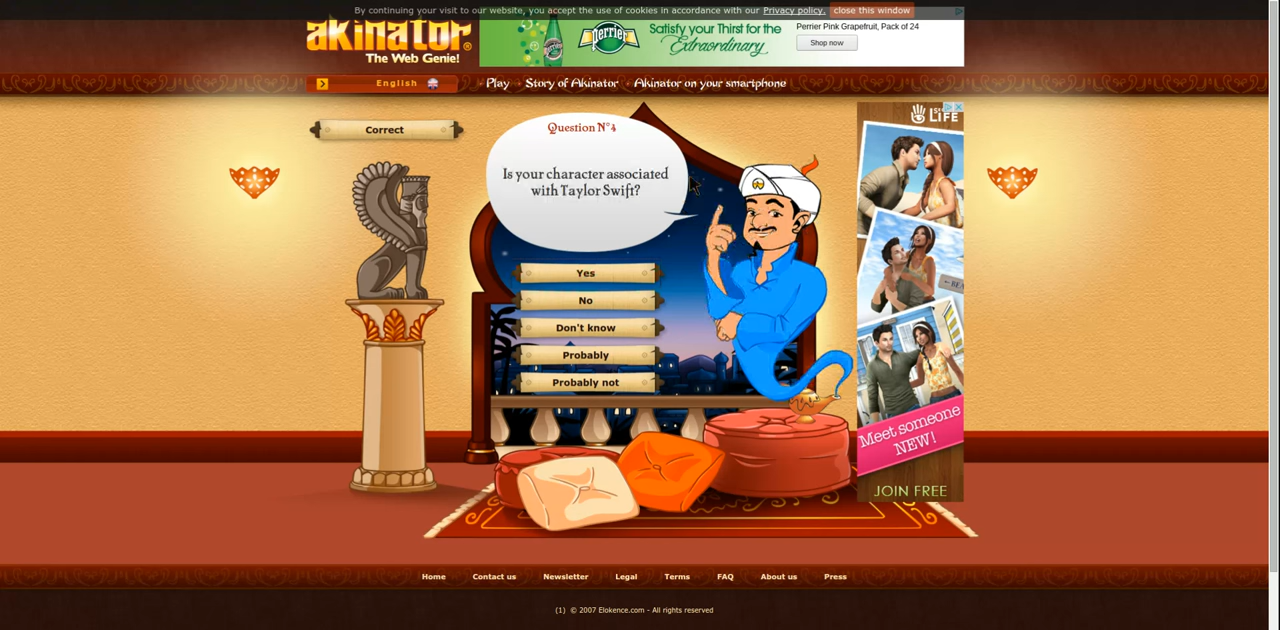 By continuing your visit to our website, you accept the use of cookies in accordance with our Privacy policy. close this window
akinator®
The Web Genie!
perrier
Satisfy your Thirst for the
Extraordinary
Perrier Pink Grapefruit, Pack of 24
Shop now
English
Play
Story of Akinator
Akinator on your smartphone
Correct
Question N°4
Is your character associated
with Taylor Swift?
Yes
No
Don't know
Probably
Probably not
LIFE
Meet someone
NEW!
JOIN FREE
Home
Contact us
Newsletter
Legal
Terms
FAQ
About us
Press
(1) © 2007 Elokence.com - All rights reserved